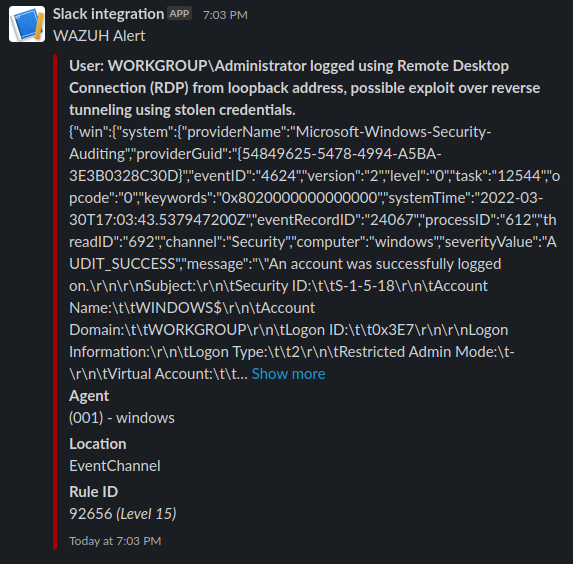 Slack integration APP 7:03 PM
WAZUH Alert
User: WORKGROUP\Administrator logged using Remote Desktop
Connection (RDP) from loopback address, possible exploit over reverse
tunneling using stolen credentials.
{"win":{"system":{"providerName":"Microsoft-Windows-Security-
Auditing","providerGuid":"{54849625-5478-4994-A5BA-
3E3B0328C30D}","eventID":"4624","version":"2","level":"0","task":"12544","o
pcode":"0","keywords":"0x8020000000000000","systemTime":"2022-03-
30T17:03:43.537947200Z","eventRecordID":"24067","processID":"612","th
readID":"692","channel":"Security","computer":"windows","severityValue":"A
UDIT_SUCCESS","message":"\"An account was successfully logged
on.\r\n\r\nSubject:\r\n\tSecurity ID:\t\tS-1-5-18\r\n\tAccount
Name:\t\tWINDOWS$\r\n\tAccount
Domain:\t\tWORKGROUP\r\n\tLogon ID:\t\t0x3E7\r\n\r\nLogon
Information:\r\n\tLogon Type:\t\t2\r\n\tRestricted Admin Mode:\t-
\r\n\tVirtual Account:\t\t... Show more
Agent
(001) - windows
Location
EventChannel
Rule ID
92656 (Level 15)
Today at 7:03 PM